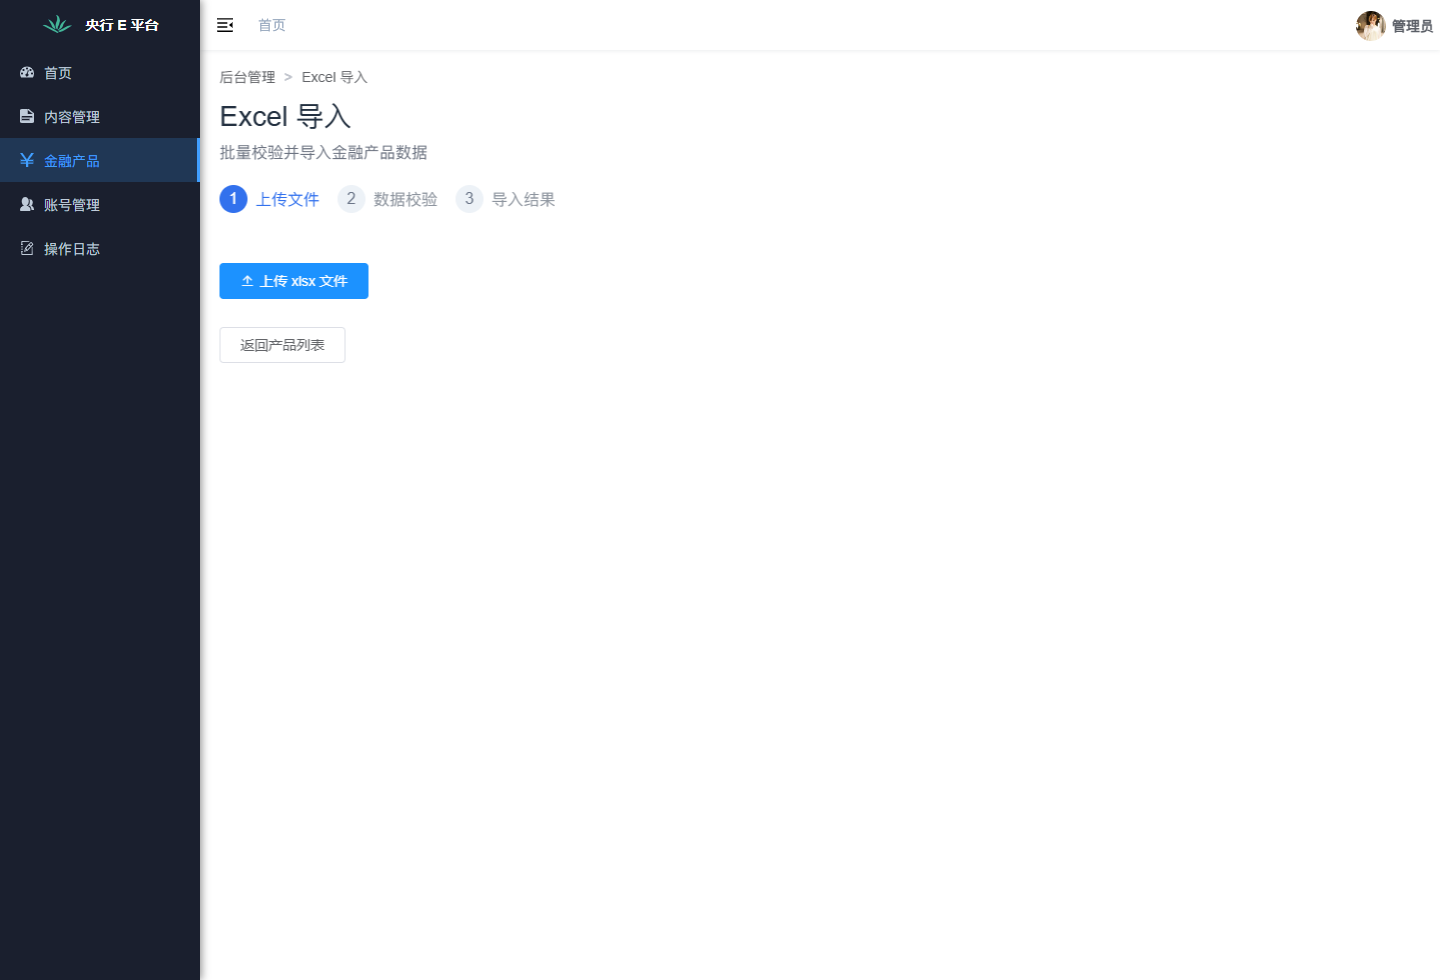 央行 E 平台
首页
内容管理
金融产品
账号管理
操作日志
首页
管理员
后台管理 > Excel 导入
Excel 导入
批量校验并导入金融产品数据
1 上传文件 2 数据校验 3 导入结果
上传 xlsx 文件
返回产品列表